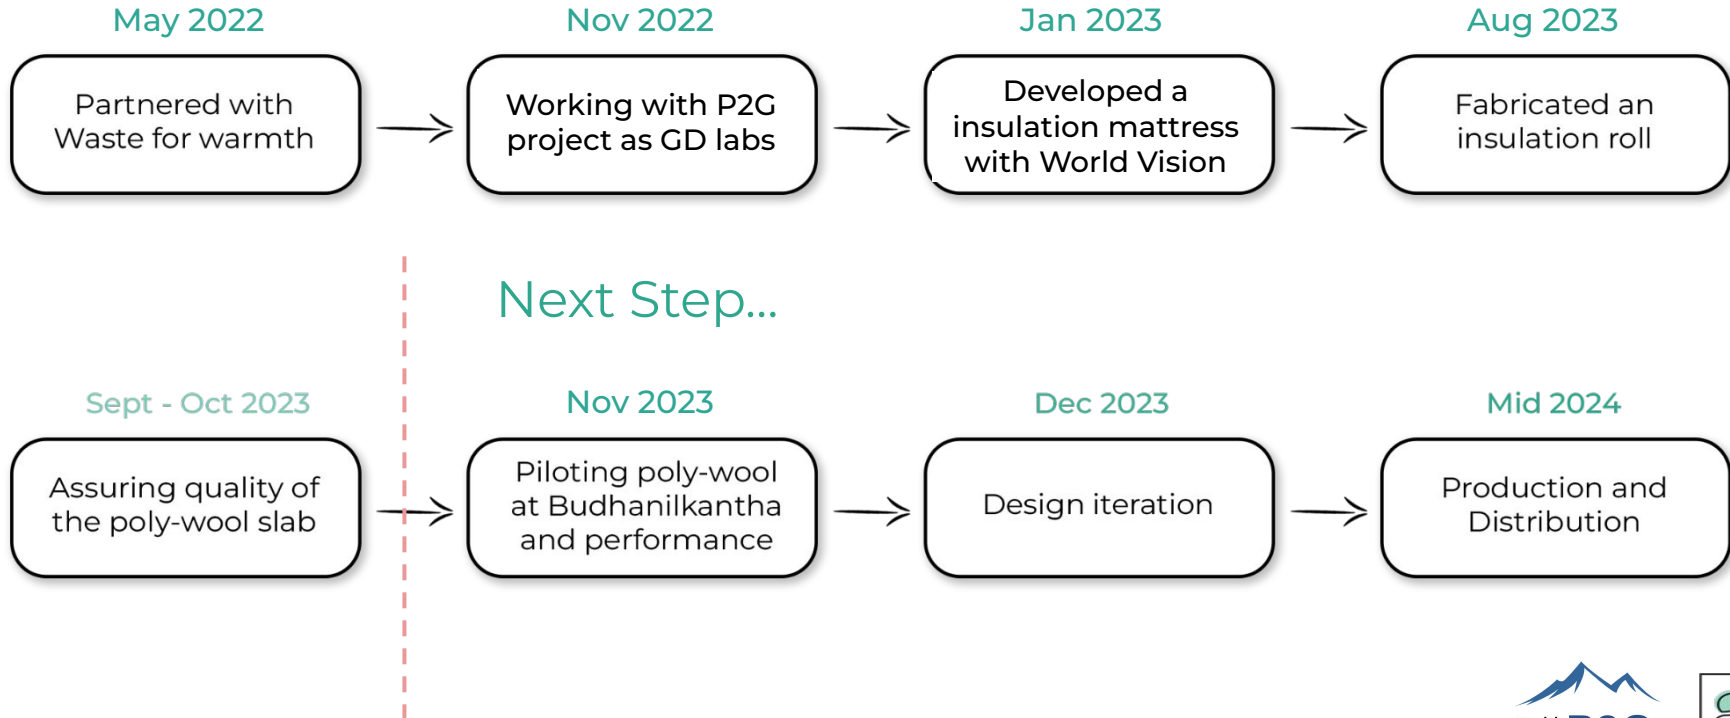 May 2022
Partnered with
Waste for warmth
Nov 2022
Working with P2G
project as GD labs
Jan 2023
Developed a
insulation mattress
with World Vision
Aug 2023
Fabricated an
insulation roll
Next Step...
Sept - Oct 2023
Assuring quality of
the poly-wool slab
Nov 2023
Piloting poly-wool
at Budhanilkantha
and performance
Dec 2023
Design iteration
Mid 2024
Production and
Distribution